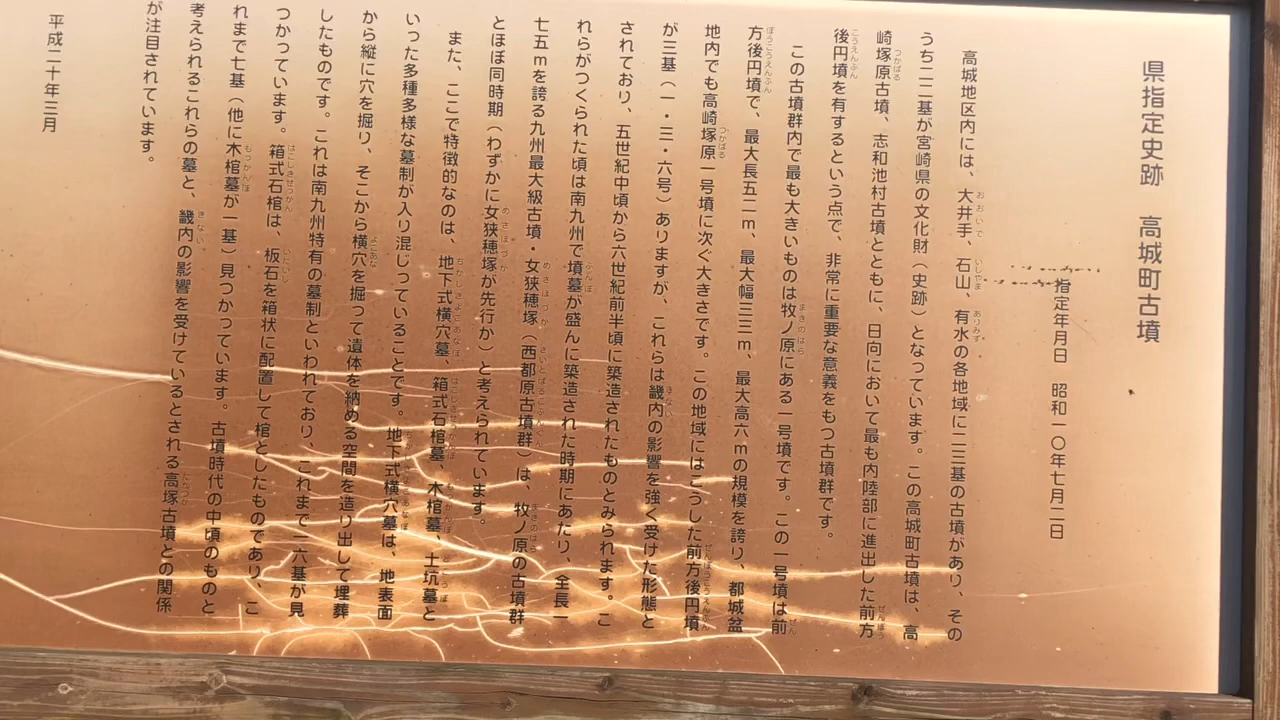 県指定史跡　高城町古墳
指定年月日　昭和一〇年七月二日
高城地区内には、大井手、石山、有水の各地域に二三基の古墳があり、その
うち二二基が宮崎県の文化財（史跡）となっています。この高城町古墳は、高
崎塚原古墳、志和池村古墳とともに、日向において最も内陸部に進出した前方
後円墳を有するという点で、非常に重要な意義をもつ古墳群です。
この古墳群内で最も大きいものは牧ノ原にある一号墳です。この一号墳は前
方後円墳で、最大長五二ｍ、最大幅三三ｍ、最大高六ｍの規模を誇り、都城盆
地内でも高崎塚原一号墳に次ぐ大きさです。この地域にはこうした前方後円墳
が三基（一・三・六号）ありますが、これらは畿内の影響を強く受けた形態と
されており、五世紀中頃から六世紀前半頃に築造されたものとみられます。こ
れらがつくられた頃は南九州で墳墓が盛んに築造された時期にあたり、全長一
七五ｍを誇る九州最大級古墳・女狭穂塚（西都原古墳群）は、牧ノ原の古墳群
とほぼ同時期（わずかに女狭穂塚が先行か）と考えられています。
また、ここで特徴的なのは、地下式横穴墓、箱式石棺墓、木棺墓、土坑墓と
いった多種多様な墓制が入り混じっていることです。地下式横穴墓は、地表面
から縦に穴を掘り、そこから横穴を掘って遺体を納める空間を造り出して埋葬
したものです。これは南九州特有の墓制といわれており、これまで一六基が見
つかっています。箱式石棺は、板石を箱状に配置して棺としたものであり、こ
れまで七基（他に木棺墓が一基）見つかっています。古墳時代の中頃のものと
考えられるこれらの墓と、畿内の影響を受けているとされる高塚古墳との関係
が注目されています。
平成二十年三月